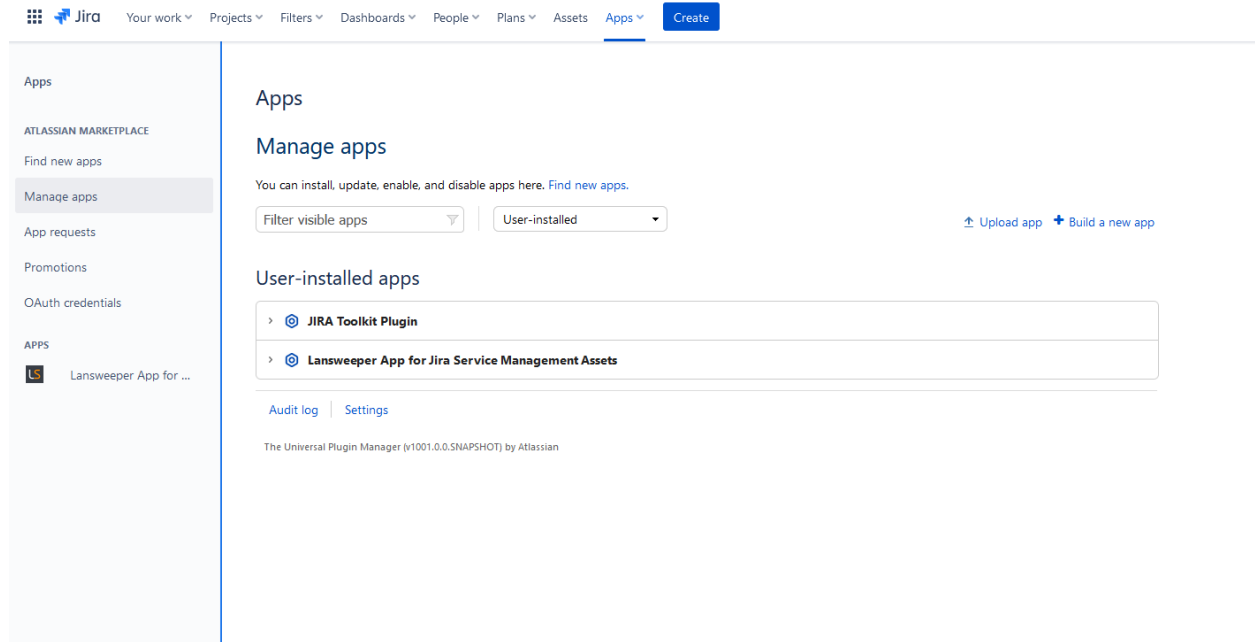 Jira Your work Projects Filters Dashboards People Plans Assets Apps Create
Apps
ATLASSIAN MARKETPLACE
Find new apps
Manage apps
App requests
Promotions
OAuth credentials
APPS
LS Lansweeper App for ...
Apps
Manage apps
You can install, update, enable, and disable apps here. Find new apps.
Filter visible apps User-installed Upload app Build a new app
User-installed apps
JIRA Toolkit Plugin
Lansweeper App for Jira Service Management Assets
Audit log Settings
The Universal Plugin Manager (v1001.0.0.SNAPSHOT) by Atlassian